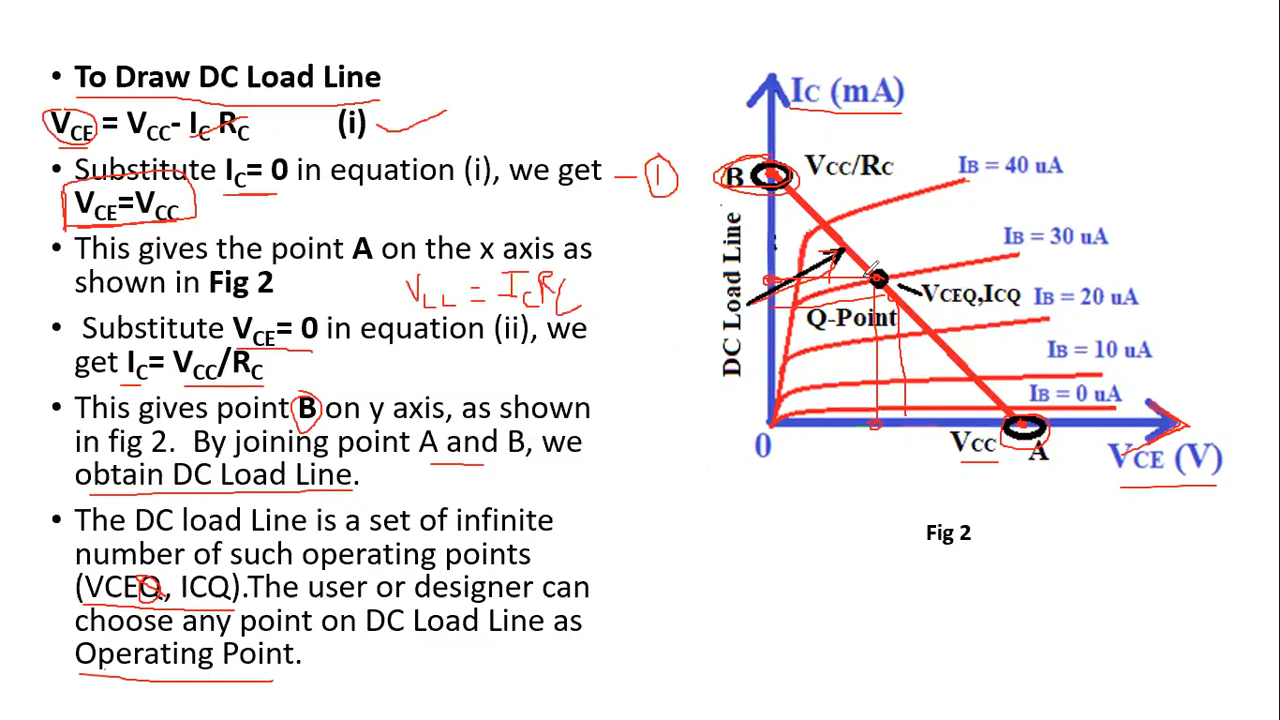 • To Draw DC Load Line
VCE = VCC- IC RC (i)
• Substitute IC= 0 in equation (i), we get
VCE=VCC
• This gives the point A on the x axis as
shown in Fig 2
VCC = ICRC
• Substitute VCE= 0 in equation (ii), we
get IC= VCC/RC
• This gives point B on y axis, as shown
in fig 2. By joining point A and B, we
obtain DC Load Line.
• The DC load Line is a set of infinite
number of such operating points
(VCEQ, ICQ).The user or designer can
choose any point on DC Load Line as
Operating Point.
– 1
IC (mA)
B
VCC/RC
IB = 40 uA
IB = 30 uA
DC Load Line
VCEQ,ICQ
IB = 20 uA
Q-Point
IB = 10 uA
IB = 0 uA
0
VCC
A
VCE (V)
Fig 2